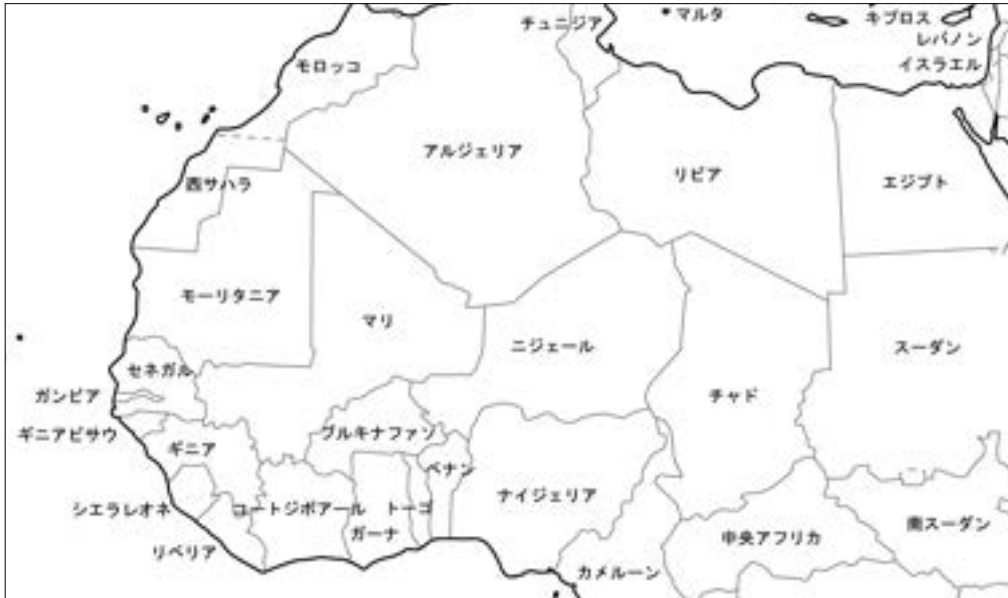 チュニジア
マルタ
キプロス
レバノン
イスラエル
モロッコ
アルジェリア
リビア
エジプト
西サハラ
モーリタニア
マリ
ニジェール
チャド
スーダン
セネガル
ガンビア
ギニアビサウ
ギニア
ブルキナファソ
ベナン
ナイジェリア
シエラレオネ
コートジボアール
トーゴ
ガーナ
リベリア
カメルーン
中央アフリカ
南スーダン